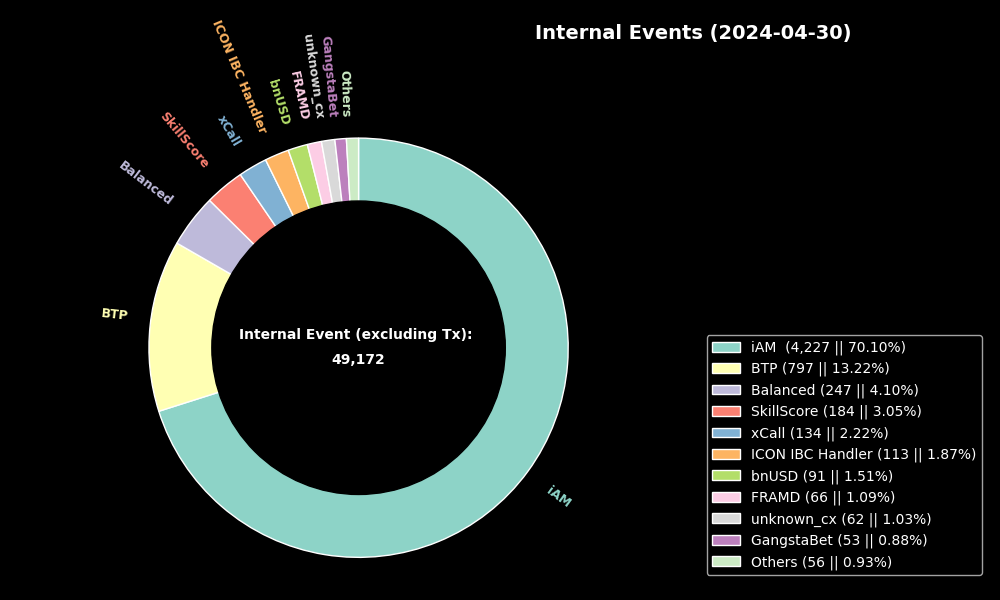 Internal Events (2024-04-30)
ICON IBC Handler
unknown_cx
GangstaBet
Others
FRAMD
bnUSD
xCall
SkillScore
Balanced
BTP
iAM
Internal Event (excluding Tx):
49,172
iAM  (4,227 || 70.10%)
BTP (797 || 13.22%)
Balanced (247 || 4.10%)
SkillScore (184 || 3.05%)
xCall (134 || 2.22%)
ICON IBC Handler (113 || 1.87%)
bnUSD (91 || 1.51%)
FRAMD (66 || 1.09%)
unknown_cx (62 || 1.03%)
GangstaBet (53 || 0.88%)
Others (56 || 0.93%)